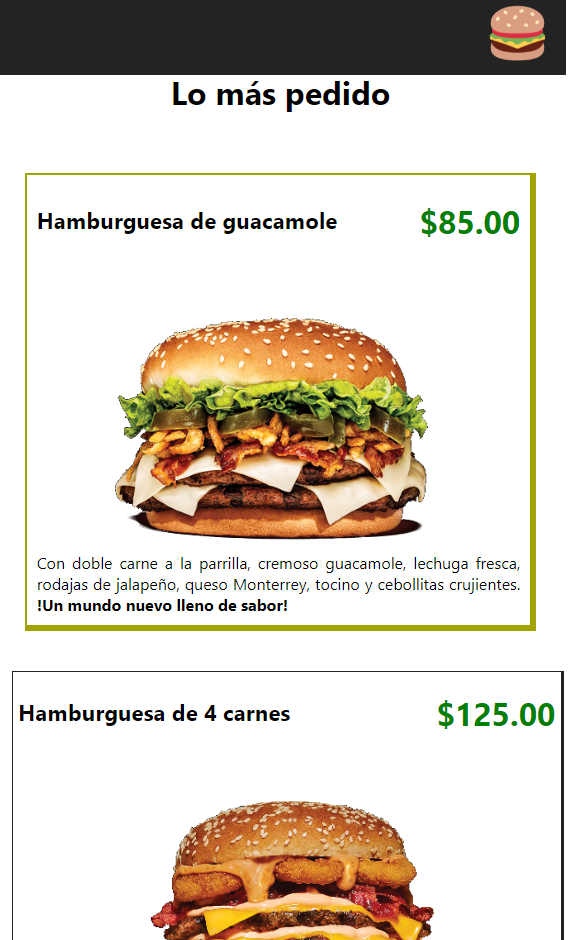 Lo más pedido
Hamburguesa de guacamole
$85.00
Con doble carne a la parrilla, cremoso guacamole, lechuga fresca,
rodajas de jalapeño, queso Monterrey, tocino y cebollitas crujientes.
!Un mundo nuevo lleno de sabor!
Hamburguesa de 4 carnes
$125.00